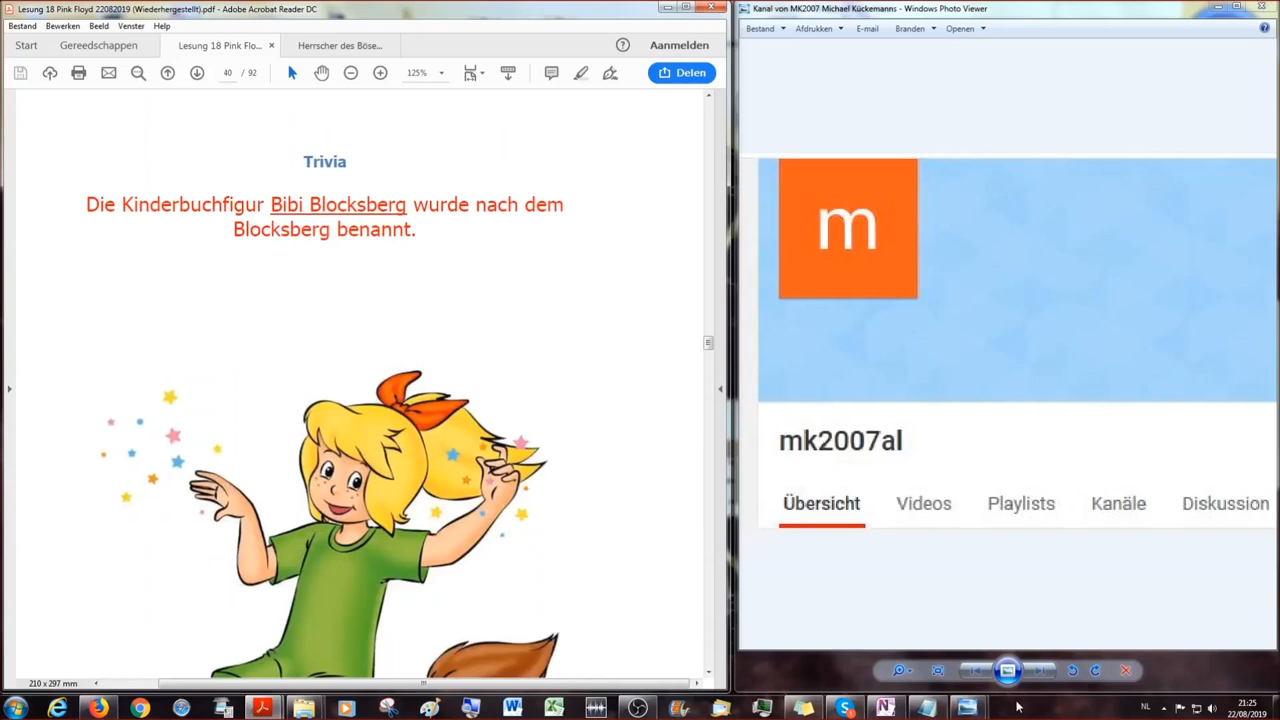 Lesung 18 Pink Floyd 22082019 (Wiederhergestellt).pdf - Adobe Acrobat Reader DC
Bestand Bewerken Beeld Venster Help
Start Gereedschappen Lesung 18 Pink Flo... × Herrscher des Böse... Aanmelden
40 / 92 125% Delen
Trivia
Die Kinderbuchfigur Bibi Blocksberg wurde nach dem
Blocksberg benannt.
210 x 297 mm
Kanal von MK2007 Michael Kückemanns - Windows Photo Viewer
Bestand Afdrukken E-mail Branden Openen
m
mk2007al
Übersicht Videos Playlists Kanäle Diskussion
NL 21:25
22/08/2019